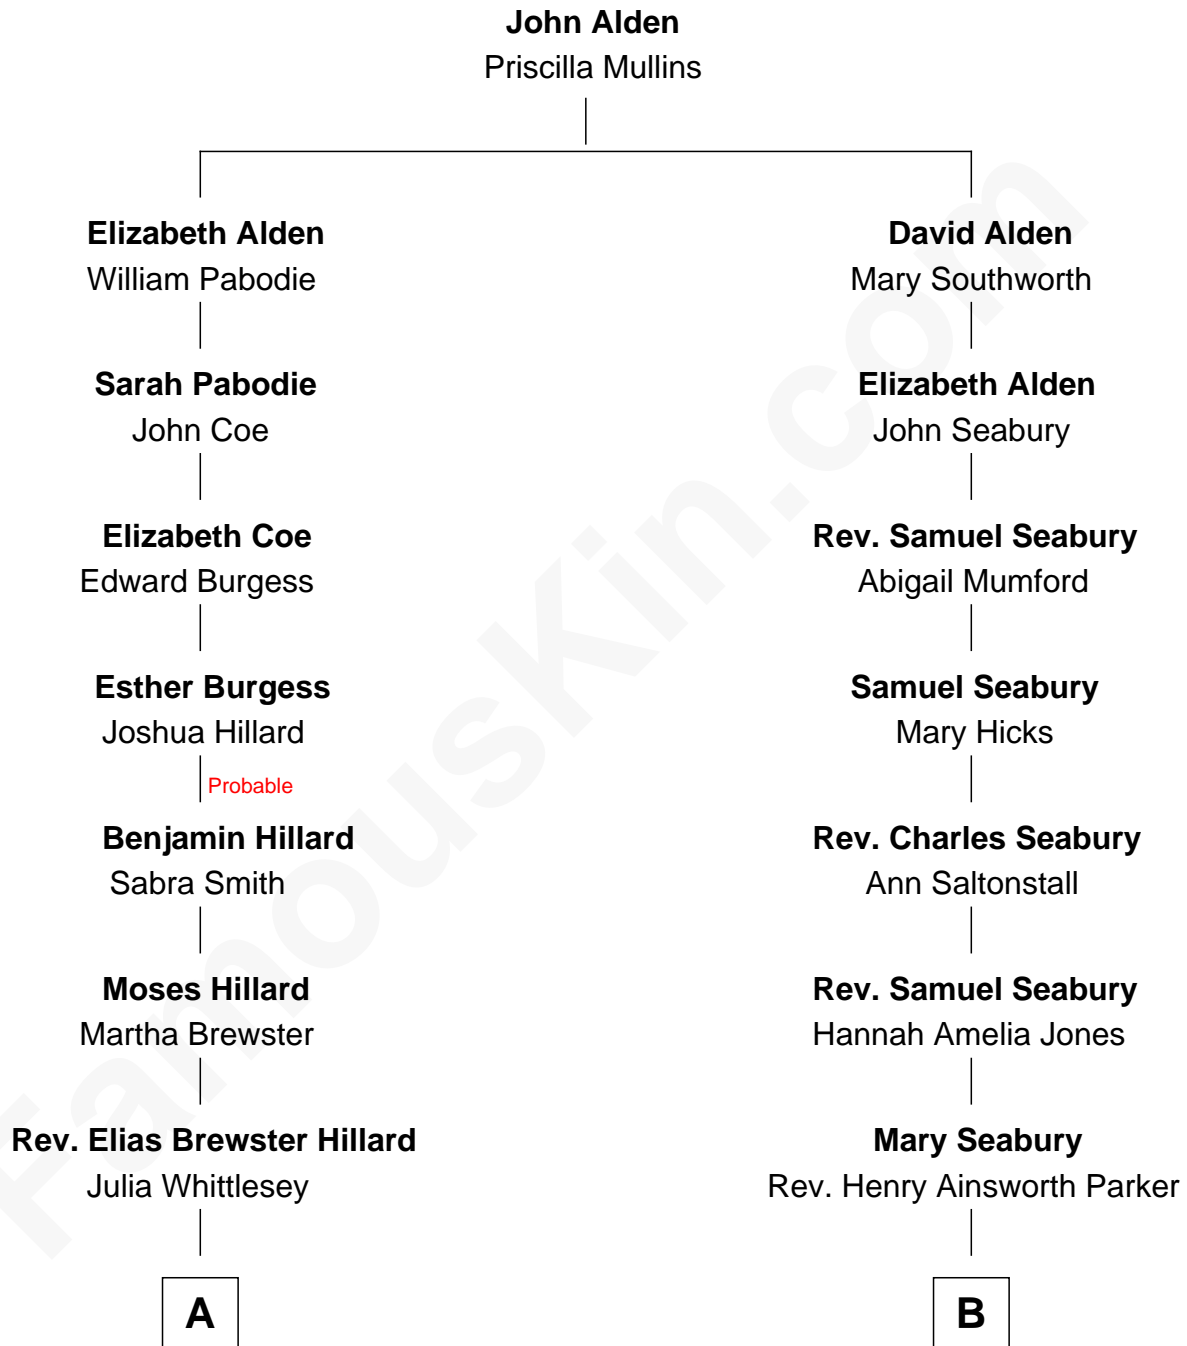 John Alden
Priscilla Mullins
Elizabeth Alden
William Pabodie
Sarah Pabodie
John Coe
Elizabeth Coe
Edward Burgess
Esther Burgess
Joshua Hillard
Probable
Benjamin Hillard
Sabra Smith
Moses Hillard
Martha Brewster
Rev. Elias Brewster Hillard
Julia Whittlesey
A
David Alden
Mary Southworth
Elizabeth Alden
John Seabury
Rev. Samuel Seabury
Abigail Mumford
Samuel Seabury
Mary Hicks
Rev. Charles Seabury
Ann Saltonstall
Rev. Samuel Seabury
Hannah Amelia Jones
Mary Seabury
Rev. Henry Ainsworth Parker
B
FamousKin.com